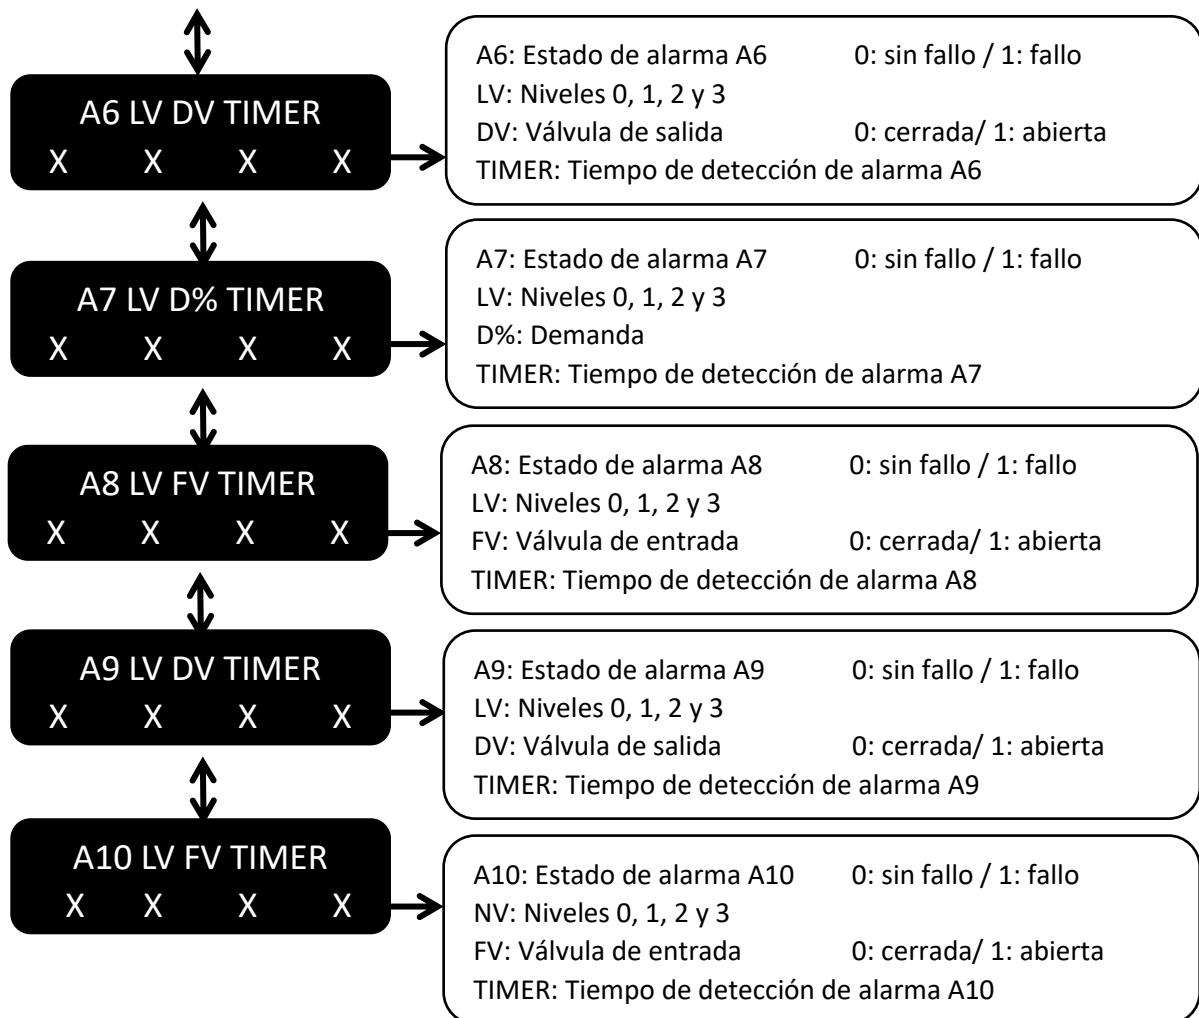 A6 LV DV TIMER
X X X X
A6: Estado de alarma A6 0: sin fallo / 1: fallo
LV: Niveles 0, 1, 2 y 3
DV: Válvula de salida 0: cerrada/ 1: abierta
TIMER: Tiempo de detección de alarma A6
A7 LV D% TIMER
X X X X
A7: Estado de alarma A7 0: sin fallo / 1: fallo
LV: Niveles 0, 1, 2 y 3
D%: Demanda
TIMER: Tiempo de detección de alarma A7
A8 LV FV TIMER
X X X X
A8: Estado de alarma A8 0: sin fallo / 1: fallo
LV: Niveles 0, 1, 2 y 3
FV: Válvula de entrada 0: cerrada/ 1: abierta
TIMER: Tiempo de detección de alarma A8
A9 LV DV TIMER
X X X X
A9: Estado de alarma A9 0: sin fallo / 1: fallo
LV: Niveles 0, 1, 2 y 3
DV: Válvula de salida 0: cerrada/ 1: abierta
TIMER: Tiempo de detección de alarma A9
A10 LV FV TIMER
X X X X
A10: Estado de alarma A10 0: sin fallo / 1: fallo
NV: Niveles 0, 1, 2 y 3
FV: Válvula de entrada 0: cerrada/ 1: abierta
TIMER: Tiempo de detección de alarma A10